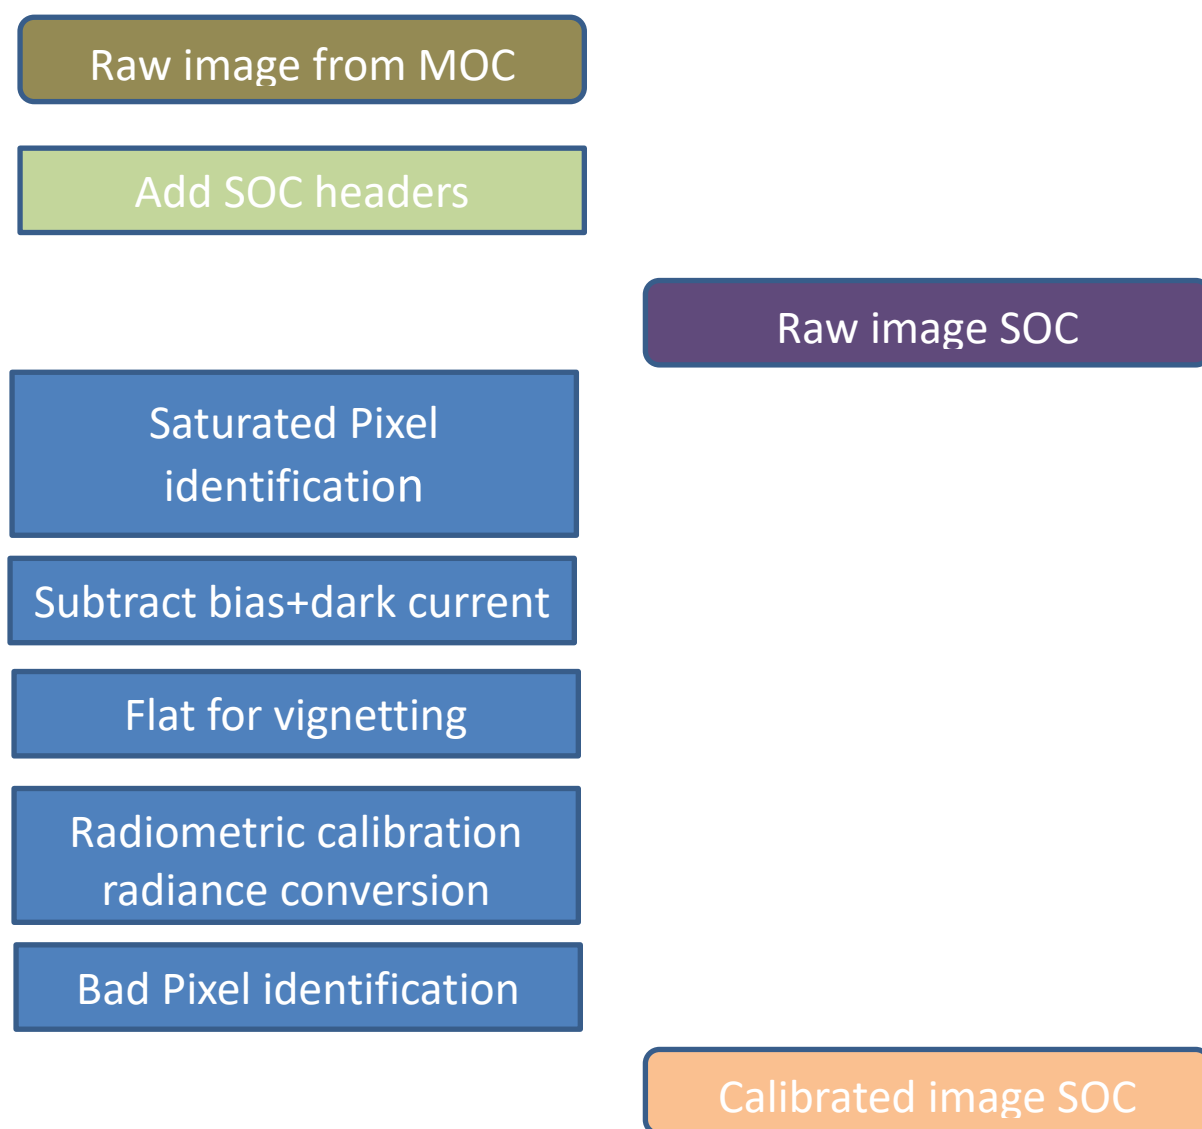 Raw image from MOC
Add SOC headers
Raw image SOC
Saturated Pixel
identification
Subtract bias+dark current
Flat for vignetting
Radiometric calibration
radiance conversion
Bad Pixel identification
Calibrated image SOC